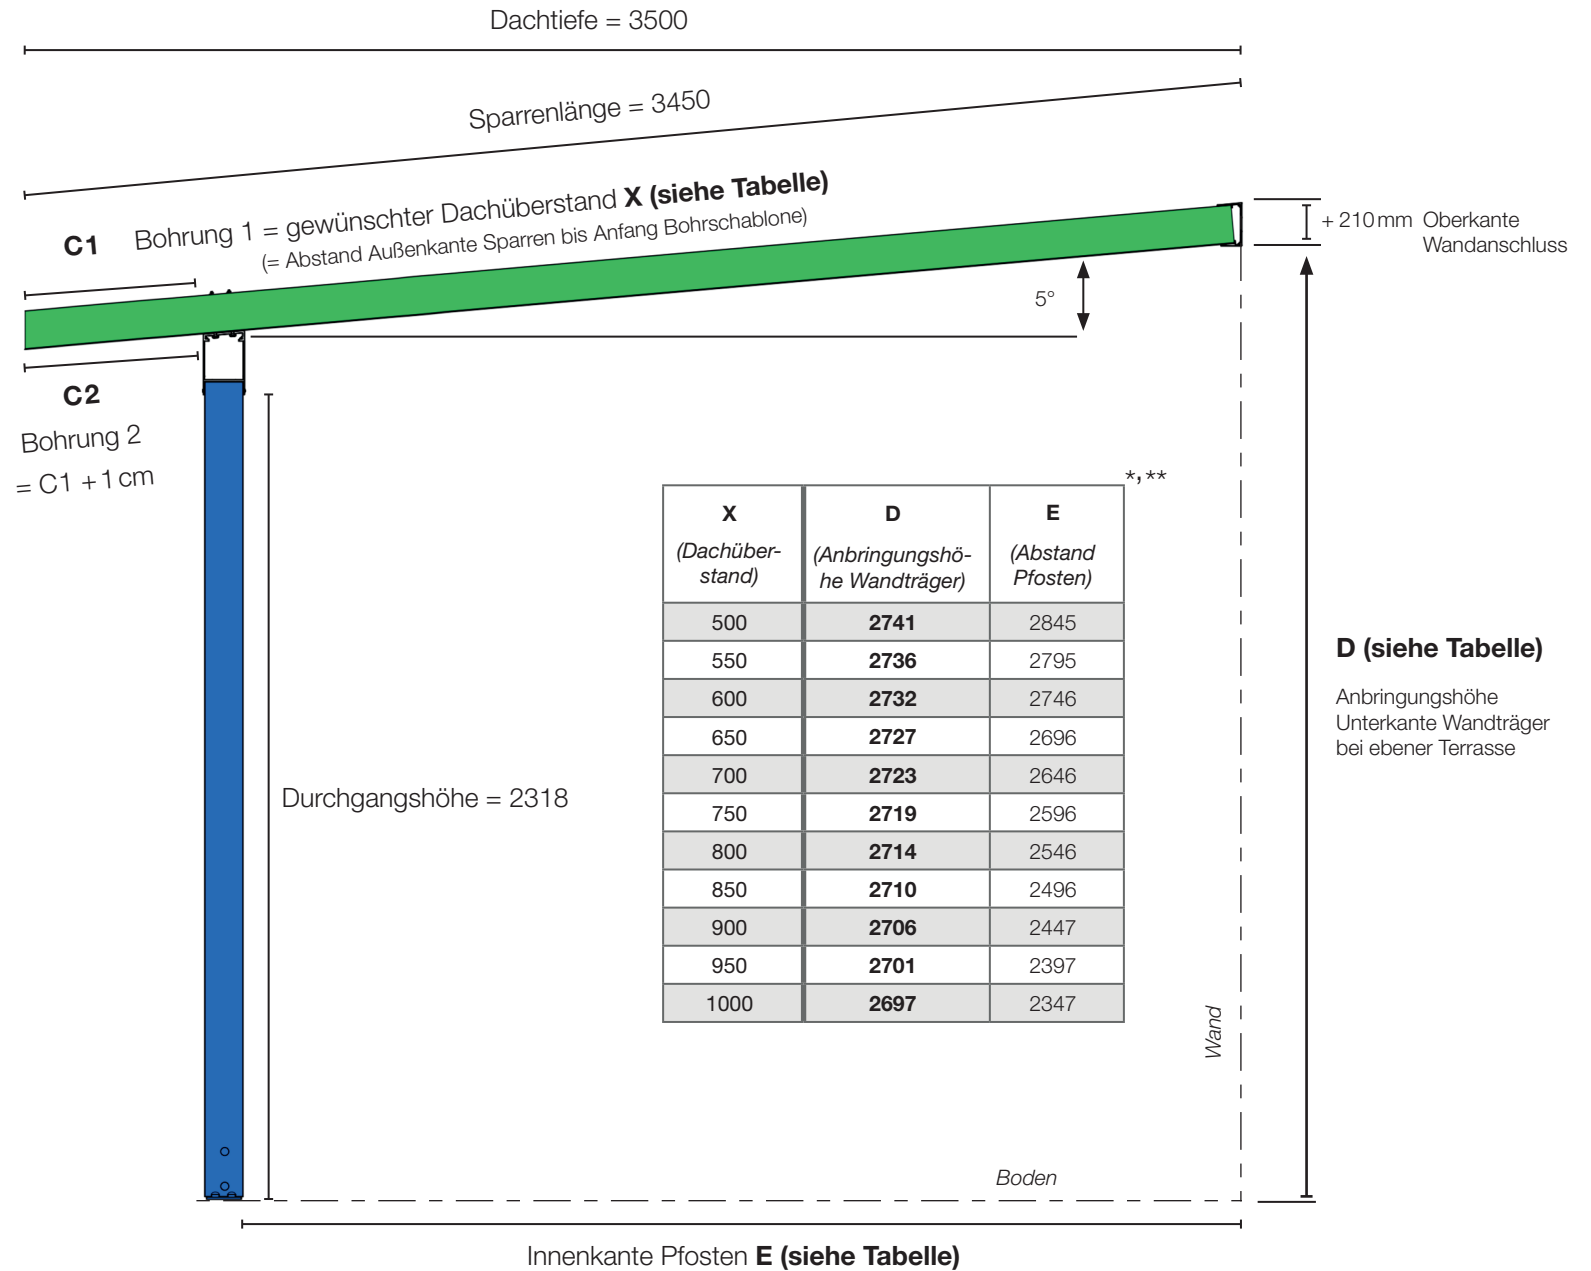 Dachtiefe = 3500
Sparrenlänge = 3450
C1 Bohrung 1 = gewünschter Dachüberstand X (siehe Tabelle)
(= Abstand Außenkante Sparren bis Anfang Bohrschablone)
+ 210 mm Oberkante
Wandanschluss
5°
C2
Bohrung 2
= C1 + 1 cm
*,**
X D E
(Dachüber- (Anbringungshö- (Abstand
stand) he Wandträger) Pfosten)
500 2741 2845
550 2736 2795
600 2732 2746
650 2727 2696
700 2723 2646
750 2719 2596
800 2714 2546
850 2710 2496
900 2706 2447
950 2701 2397
1000 2697 2347
D (siehe Tabelle)
Anbringungshöhe
Unterkante Wandträger
bei ebener Terrasse
Durchgangshöhe = 2318
Wand
Boden
Innenkante Pfosten E (siehe Tabelle)